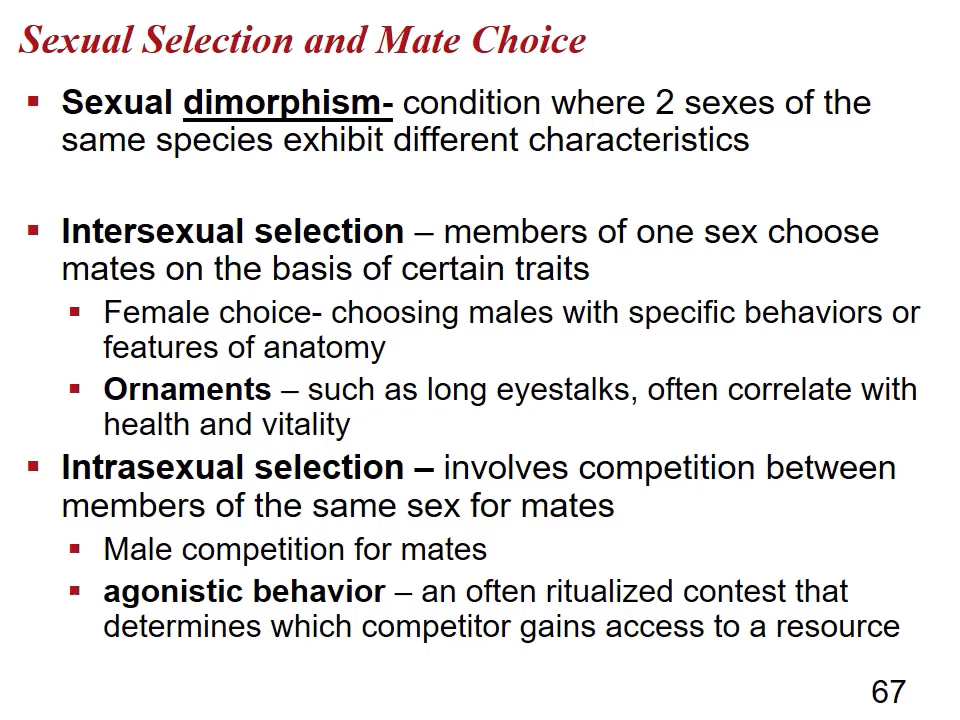 Sexual Selection and Mate Choice
▪ Sexual dimorphism- condition where 2 sexes of the
same species exhibit different characteristics
▪ Intersexual selection – members of one sex choose
mates on the basis of certain traits
▪ Female choice- choosing males with specific behaviors or
features of anatomy
▪ Ornaments – such as long eyestalks, often correlate with
health and vitality
▪ Intrasexual selection – involves competition between
members of the same sex for mates
▪ Male competition for mates
▪ agonistic behavior – an often ritualized contest that
determines which competitor gains access to a resource
67